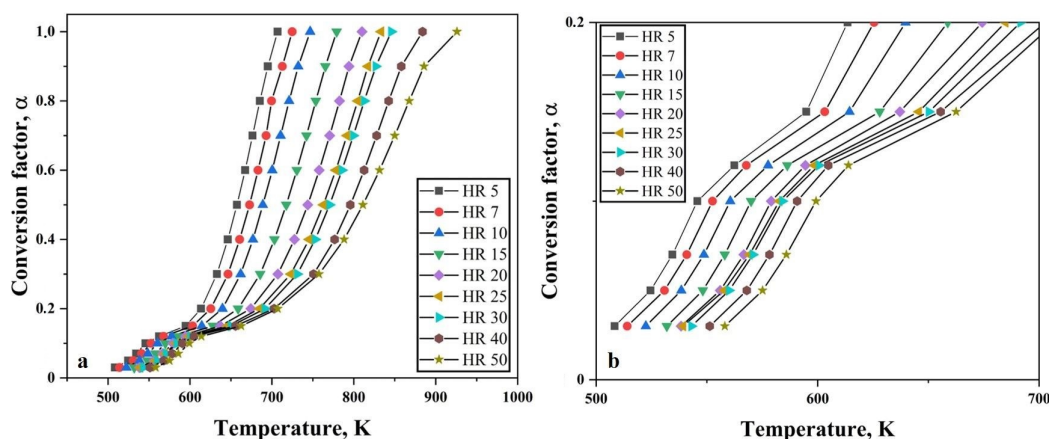 1.0
0.8
0.6
0.4
0.2
0.0
Conversion factor, α
500
600
700
800
900
1000
Temperature, K
a
HR 5
HR 7
HR 10
HR 15
HR 20
HR 25
HR 30
HR 40
HR 50
0.2
0
Conversion factor, α
500
600
700
Temperature, K
b
HR 5
HR 7
HR 10
HR 15
HR 20
HR 25
HR 30
HR 40
HR 50